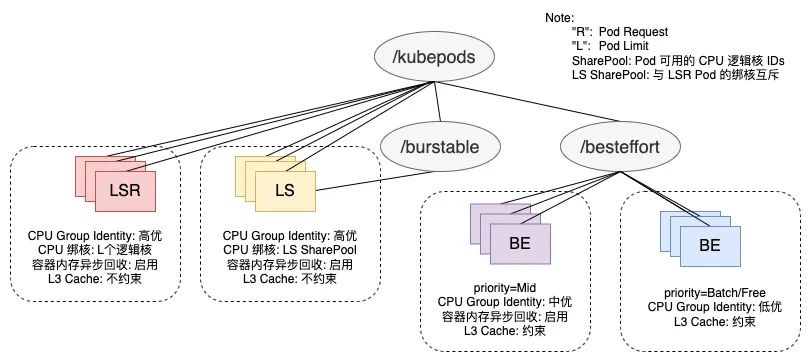 Note:
"R": Pod Request
"L": Pod Limit
SharePool: Pod 可用的 CPU 逻辑核 IDs
LS SharePool: 与 LSR Pod 的绑核互斥
/kubepods
/burstable
/besteffort
LSR
CPU Group Identity: 高优
CPU 绑核: L个逻辑核
容器内存异步回收: 启用
L3 Cache: 不约束
LS
CPU Group Identity: 高优
CPU 绑核: LS SharePool
容器内存异步回收: 启用
L3 Cache: 不约束
BE
priority=Mid
CPU Group Identity: 中优
容器内存异步回收: 启用
L3 Cache: 约束
BE
priority=Batch/Free
CPU Group Identity: 低优
L3 Cache: 约束